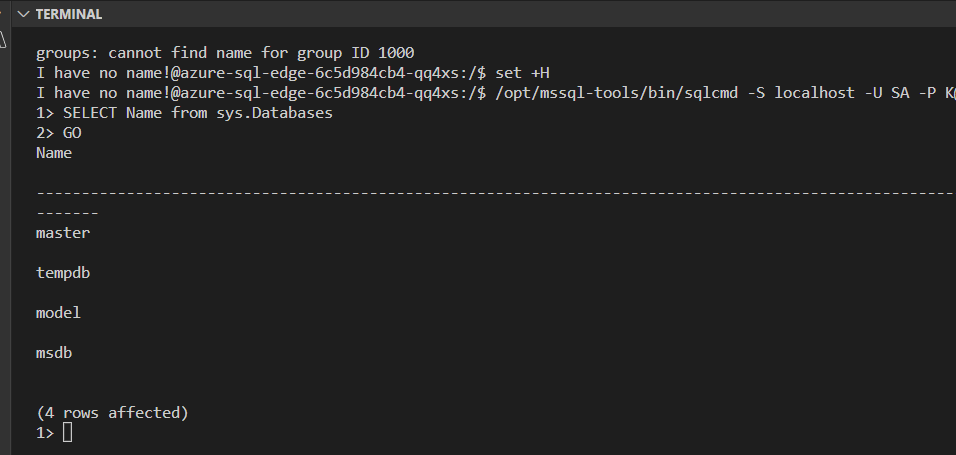 TERMINAL
groups: cannot find name for group ID 1000
I have no name!@azure-sql-edge-6c5d984cb4-qq4xs:/$ set +H
I have no name!@azure-sql-edge-6c5d984cb4-qq4xs:/$ /opt/mssql-tools/bin/sqlcmd -S localhost -U SA -P K@
1> SELECT Name from sys.Databases
2> GO
Name
--------------------------------------------------------------------------------------------------------
-------
master
tempdb
model
msdb
(4 rows affected)
1>